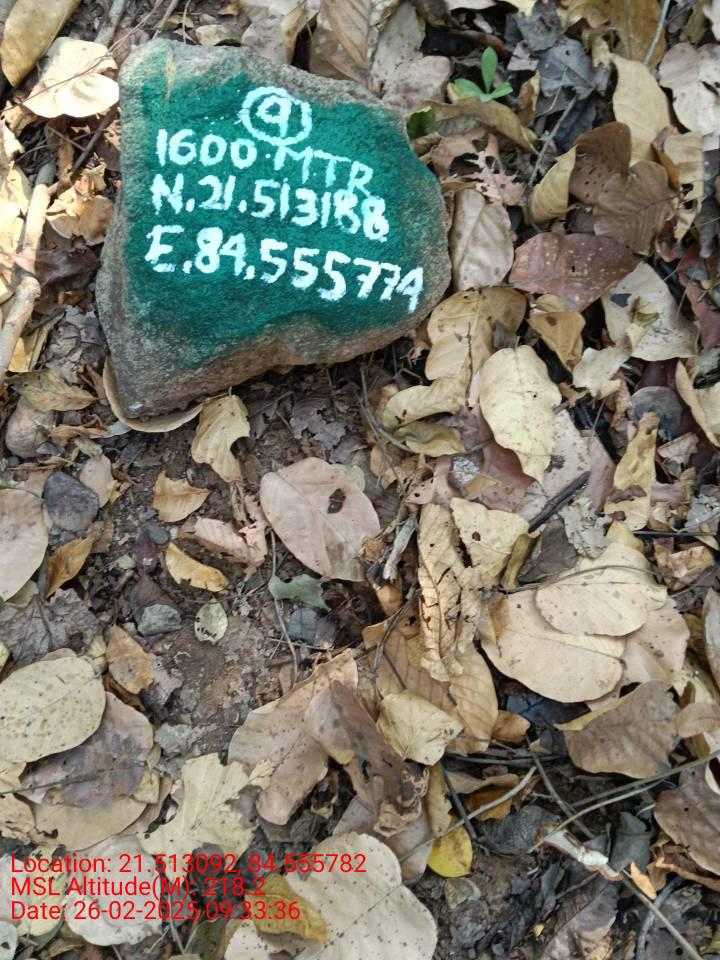 9
1600 MTR
N.21.513188
E.84.555774
Location: 21.513092, 84.555782
MSL Altitude(M): 218.2
Date: 26-02-2025 09:33:36